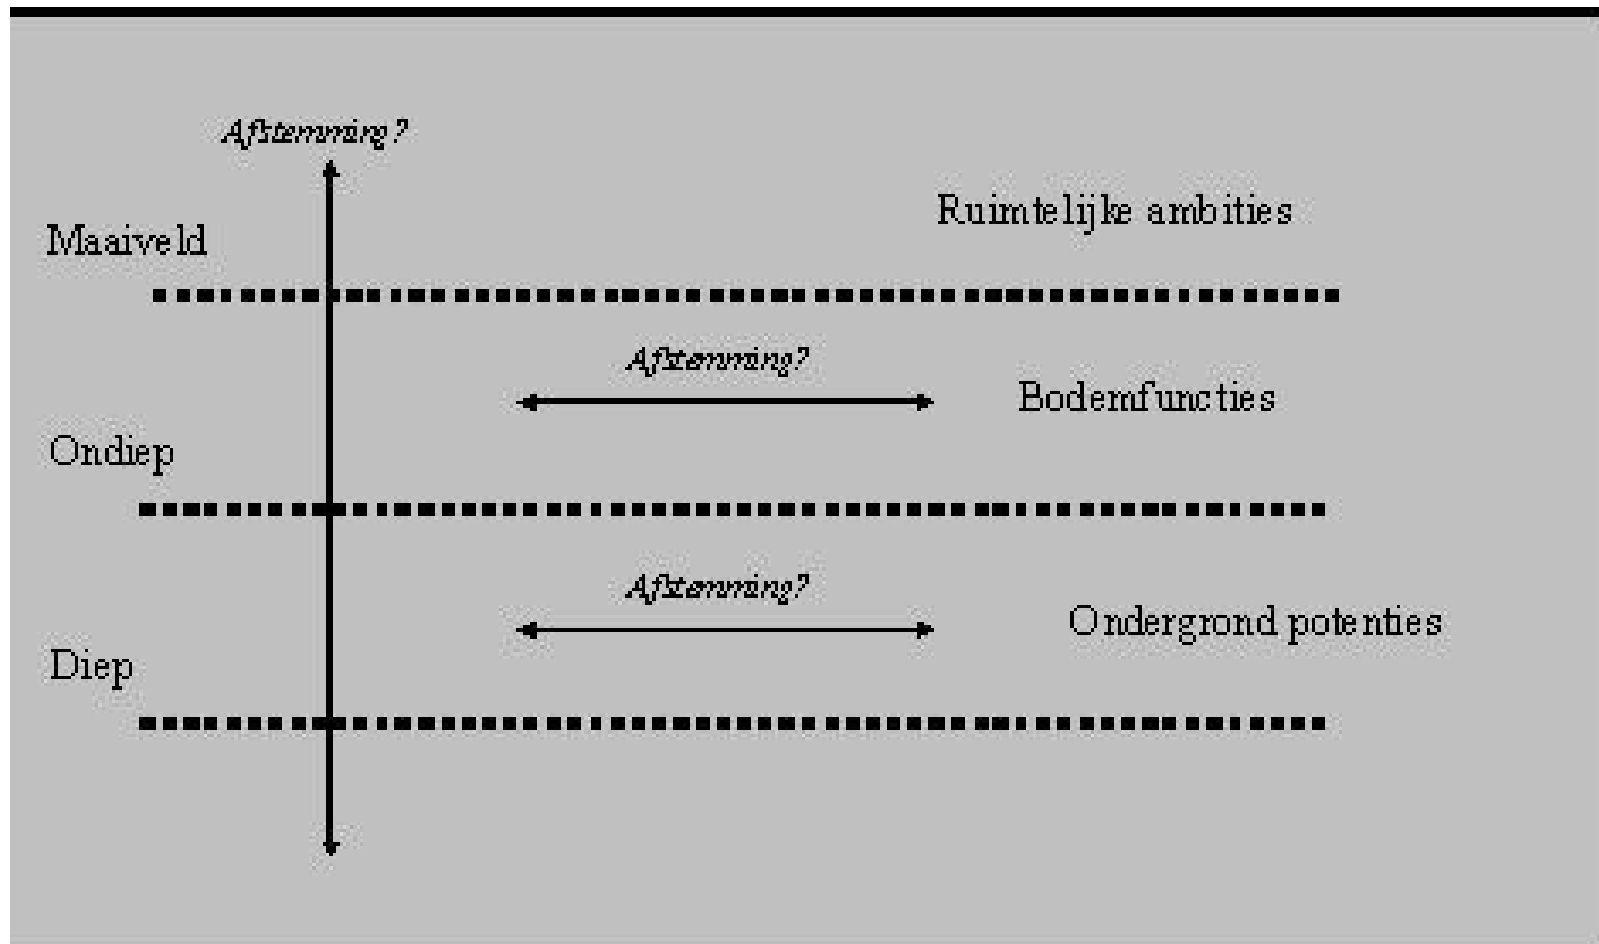 Afstemming?
Ruimtelijke ambities
Maaiveld
Afstemming?
Bodemfuncties
Ondiep
Afstemming?
Ondergrond potenties
Diep